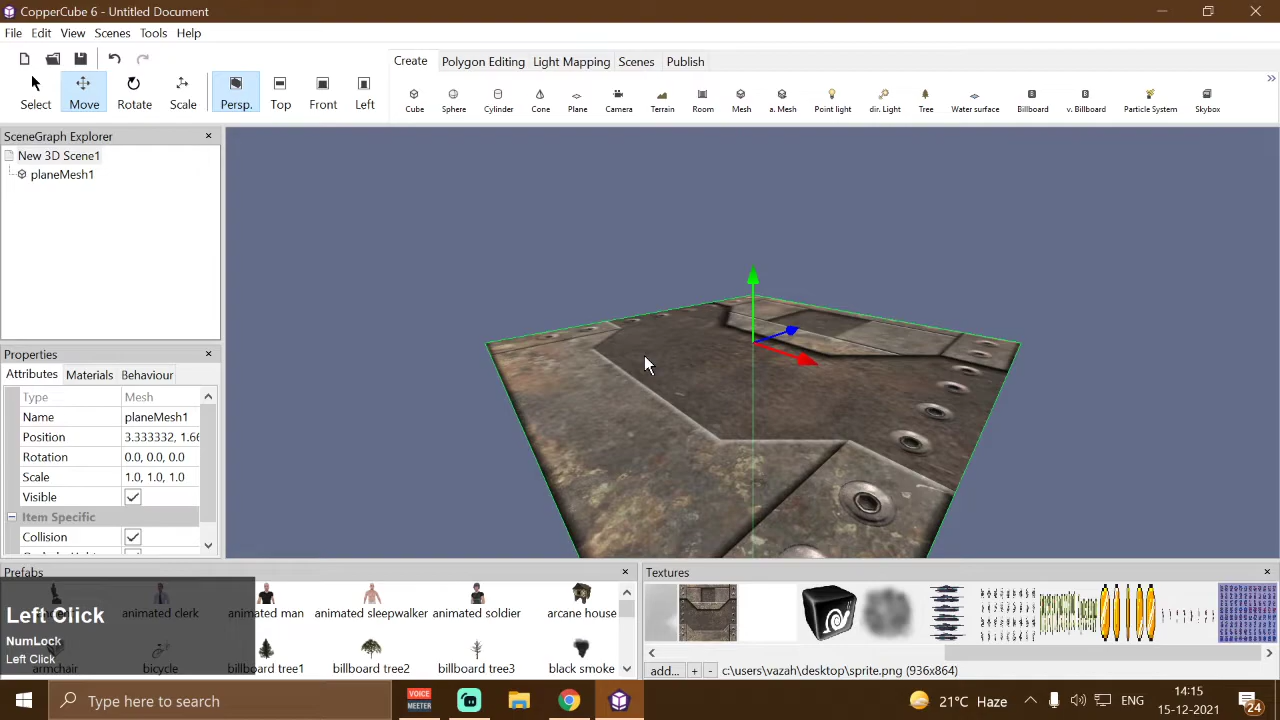 CopperCube 6 - Untitled Document
File Edit View Scenes Tools Help
Create Polygon Editing Light Mapping Scenes Publish »
Select Move Rotate Scale Persp. Top Front Left
Cube Sphere Cylinder Cone Plane Camera Terrain Room Mesh a. Mesh Point light dir. Light Tree Water surface Billboard v. Billboard Particle System Skybox
SceneGraph Explorer
New 3D Scene1
planeMesh1
Properties
Attributes Materials Behaviour
Type Mesh
Name planeMesh1
Position 3.333332, 1.66
Rotation 0.0, 0.0, 0.0
Scale 1.0, 1.0, 1.0
Visible
Item Specific
Collision
Prefabs
animated clerk animated man animated sleepwalker animated soldier arcane house
armchair bicycle billboard tree1 billboard tree2 billboard tree3 black smoke
Left Click
NumLock
Left Click
Textures
add... + - c:\users\vazah\desktop\sprite.png (936x864)
Type here to search
VOICE MEETER
21°C Haze
ENG
14:15
15-12-2021
24